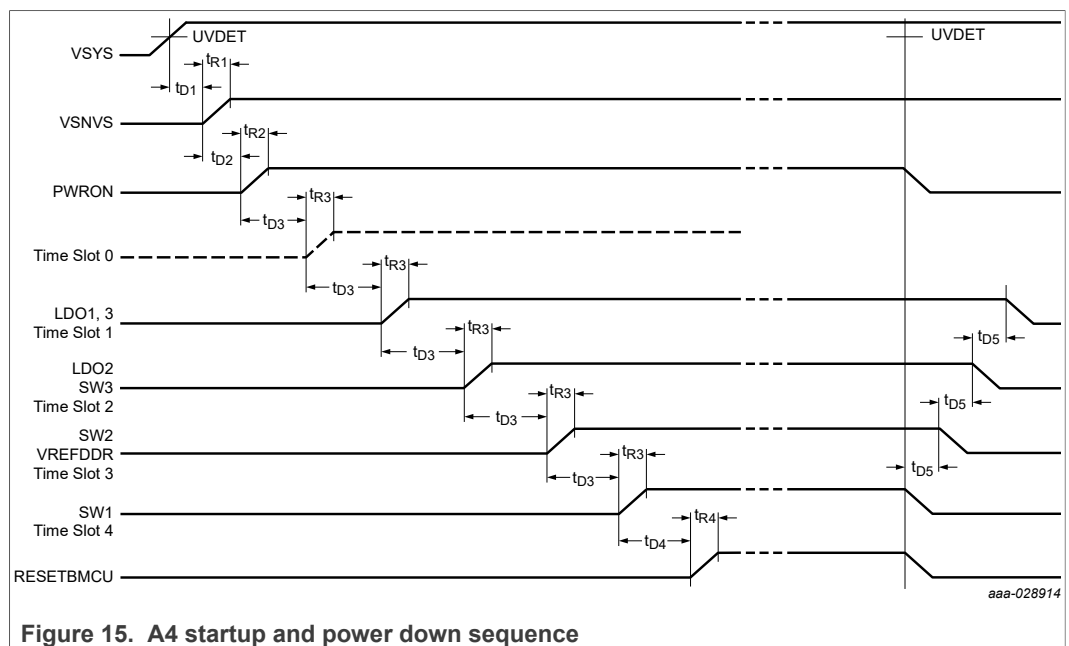 UVDET
UVDET
VSYS
tR1
tD1
VSNVS
tR2
tD2
PWRON
tR3
tD3
Time Slot 0
tR3
tD3
LDO1, 3
Time Slot 1
tR3
tD5
tD3
LDO2
SW3
Time Slot 2
tR3
tD5
tD3
SW2
VREFDDR
Time Slot 3
tR3
tD5
tD3
SW1
Time Slot 4
tR4
tD4
RESETBMCU
aaa-028914
Figure 15. A4 startup and power down sequence